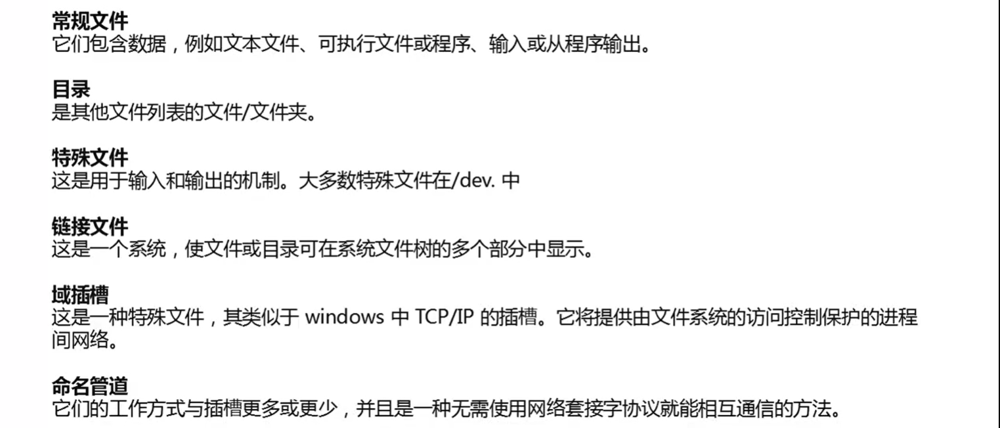 常规文件
它们包含数据，例如文本文件、可执行文件或程序、输入或从程序输出。
目录
是其他文件列表的文件/文件夹。
特殊文件
这是用于输入和输出的机制。大多数特殊文件在/dev. 中
链接文件
这是一个系统，使文件或目录可在系统文件树的多个部分中显示。
域插槽
这是一种特殊文件，其类似于 windows 中 TCP/IP 的插槽。它将提供由文件系统的访问控制保护的进程
间网络。
命名管道
它们的工作方式与插槽更多或更少，并且是一种无需使用网络套接字协议就能相互通信的方法。